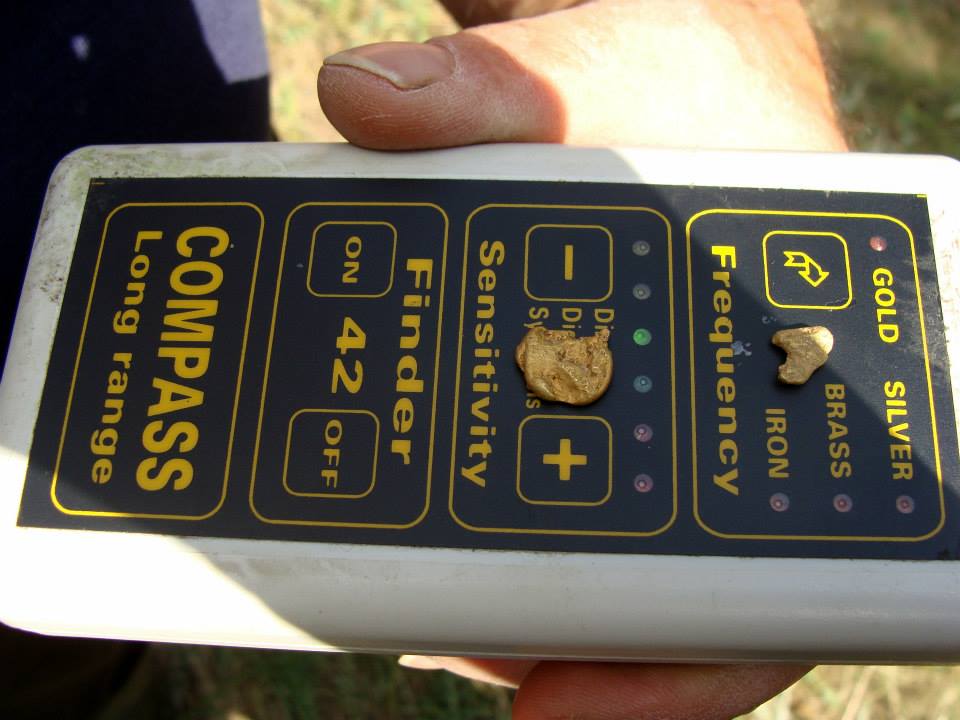 GOLD SILVER
BRASS
IRON
Frequency
− +
Sensitivity
Finder
ON 42 OFF
COMPASS
Long range